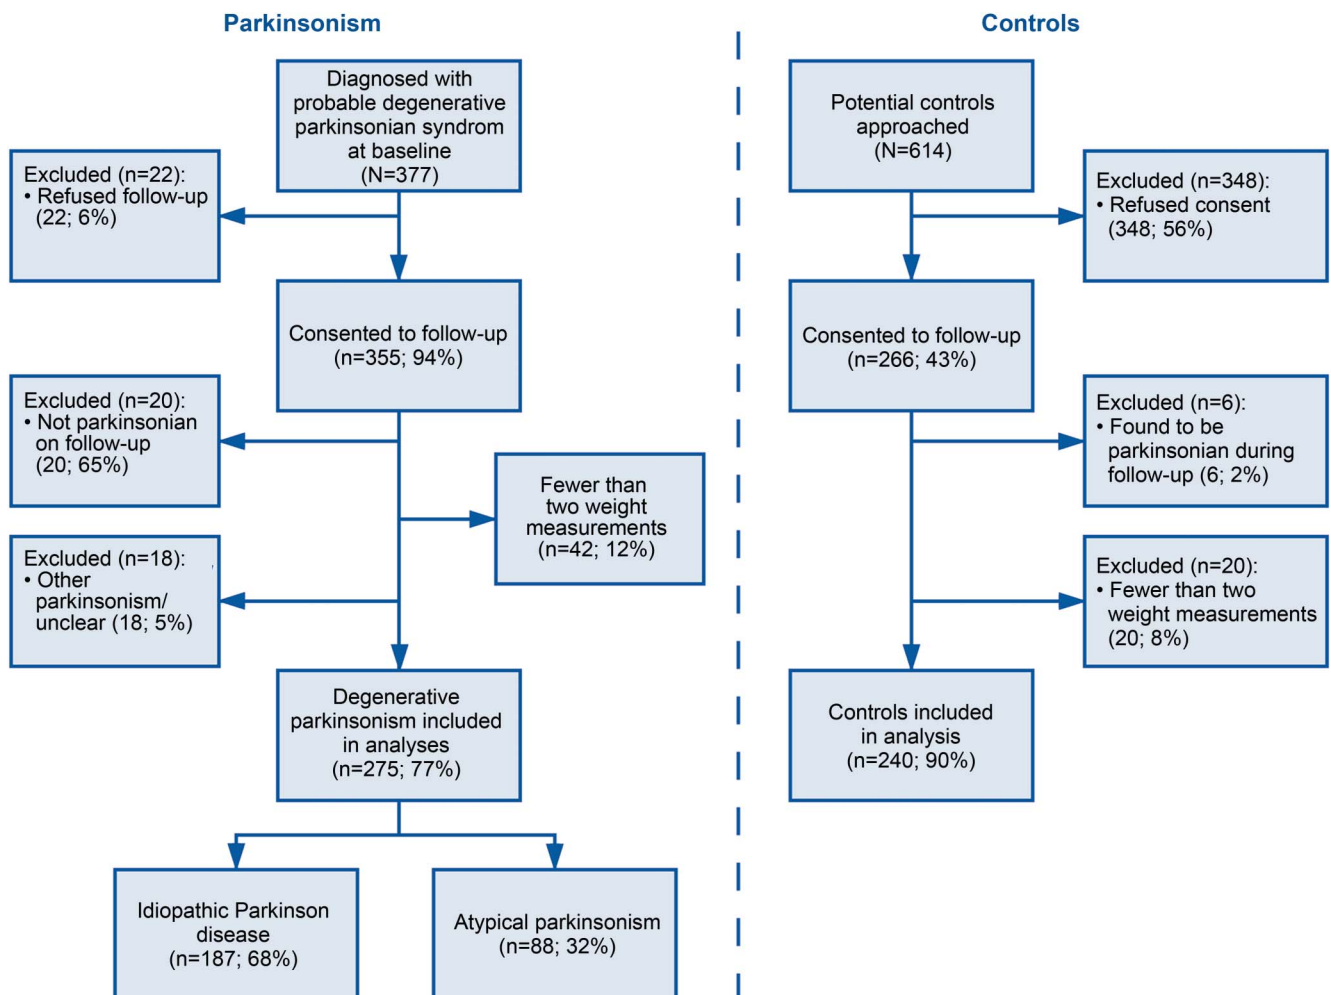 Parkinsonism
Diagnosed with
probable degenerative
parkinsonian syndrom
at baseline
(N=377)
Excluded (n=22):
• Refused follow-up
(22; 6%)
Consented to follow-up
(n=355; 94%)
Excluded (n=20):
• Not parkinsonian
on follow-up
(20; 65%)
Fewer than
two weight
measurements
(n=42; 12%)
Excluded (n=18):
• Other
parkinsonism/
unclear (18; 5%)
Degenerative
parkinsonism included
in analyses
(n=275; 77%)
Idiopathic Parkinson
disease
(n=187; 68%)
Atypical parkinsonism
(n=88; 32%)
Controls
Potential controls
approached
(N=614)
Excluded (n=348):
• Refused consent
(348; 56%)
Consented to follow-up
(n=266; 43%)
Excluded (n=6):
• Found to be
parkinsonian during
follow-up (6; 2%)
Excluded (n=20):
• Fewer than two
weight measurements
(20; 8%)
Controls included
in analysis
(n=240; 90%)